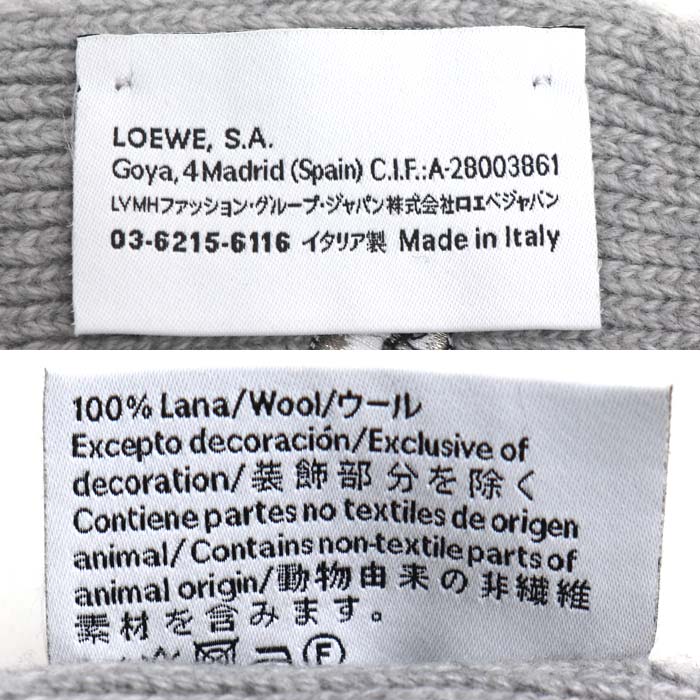 LOEWE, S.A.
Goya, 4 Madrid (Spain) C.I.F.:A-28003861
LVMHファッション・グループ・ジャパン株式会社ロエベジャパン
03-6215-6116 イタリア製 Made in Italy
100% Lana/Wool/ウール
Excepto decoración/Exclusive of
decoration/装飾部分を除く
Contiene partes no textiles de origen
animal/Contains non-textile parts of
animal origin/動物由来の非繊維
素材を含みます。
F